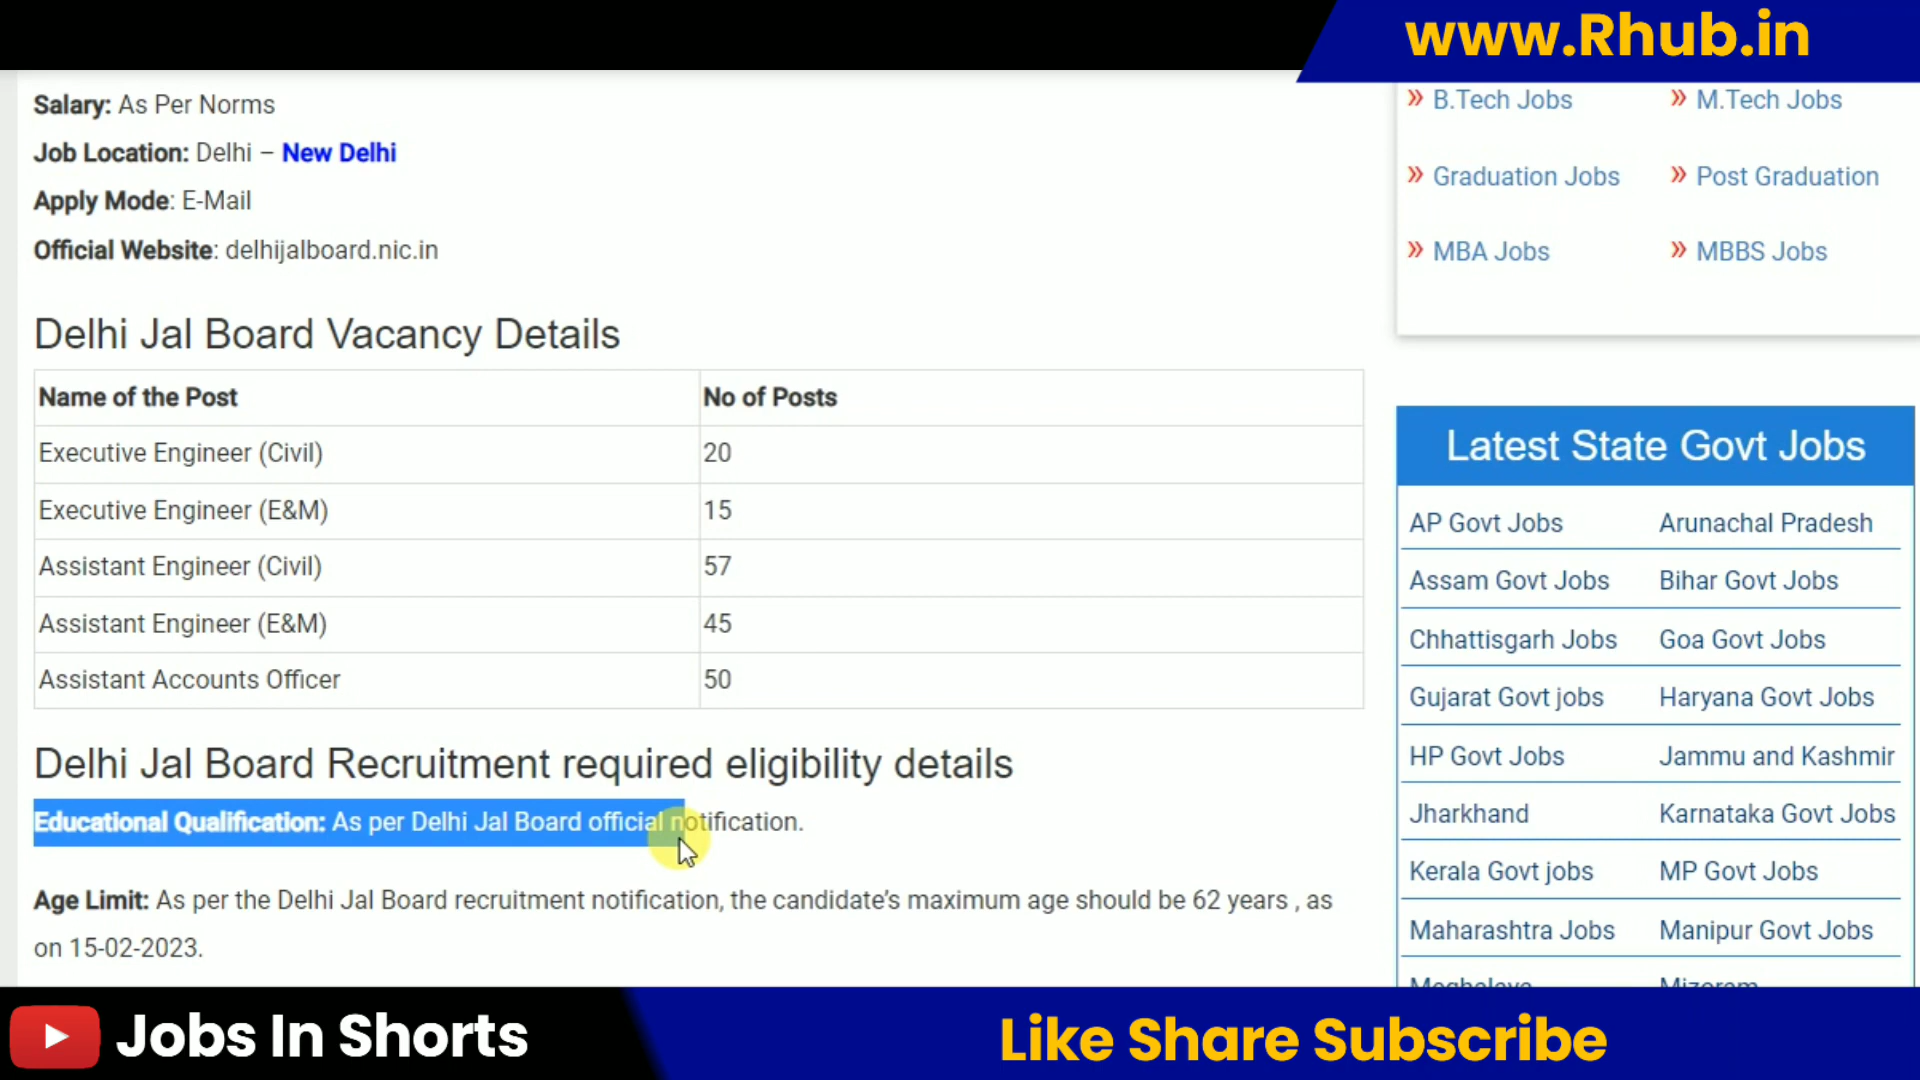 www.Rhub.in
Salary: As Per Norms
Job Location: Delhi – New Delhi
Apply Mode: E-Mail
Official Website: delhijalboard.nic.in
Delhi Jal Board Vacancy Details
Name of the Post No of Posts
Executive Engineer (Civil) 20
Executive Engineer (E&M) 15
Assistant Engineer (Civil) 57
Assistant Engineer (E&M) 45
Assistant Accounts Officer 50
Delhi Jal Board Recruitment required eligibility details
Educational Qualification: As per Delhi Jal Board official notification.
Age Limit: As per the Delhi Jal Board recruitment notification, the candidate's maximum age should be 62 years , as
on 15-02-2023.
» B.Tech Jobs » M.Tech Jobs
» Graduation Jobs » Post Graduation
» MBA Jobs » MBBS Jobs
Latest State Govt Jobs
AP Govt Jobs Arunachal Pradesh
Assam Govt Jobs Bihar Govt Jobs
Chhattisgarh Jobs Goa Govt Jobs
Gujarat Govt jobs Haryana Govt Jobs
HP Govt Jobs Jammu and Kashmir
Jharkhand Karnataka Govt Jobs
Kerala Govt jobs MP Govt Jobs
Maharashtra Jobs Manipur Govt Jobs
Meghalaya Mizoram
Jobs In Shorts
Like Share Subscribe